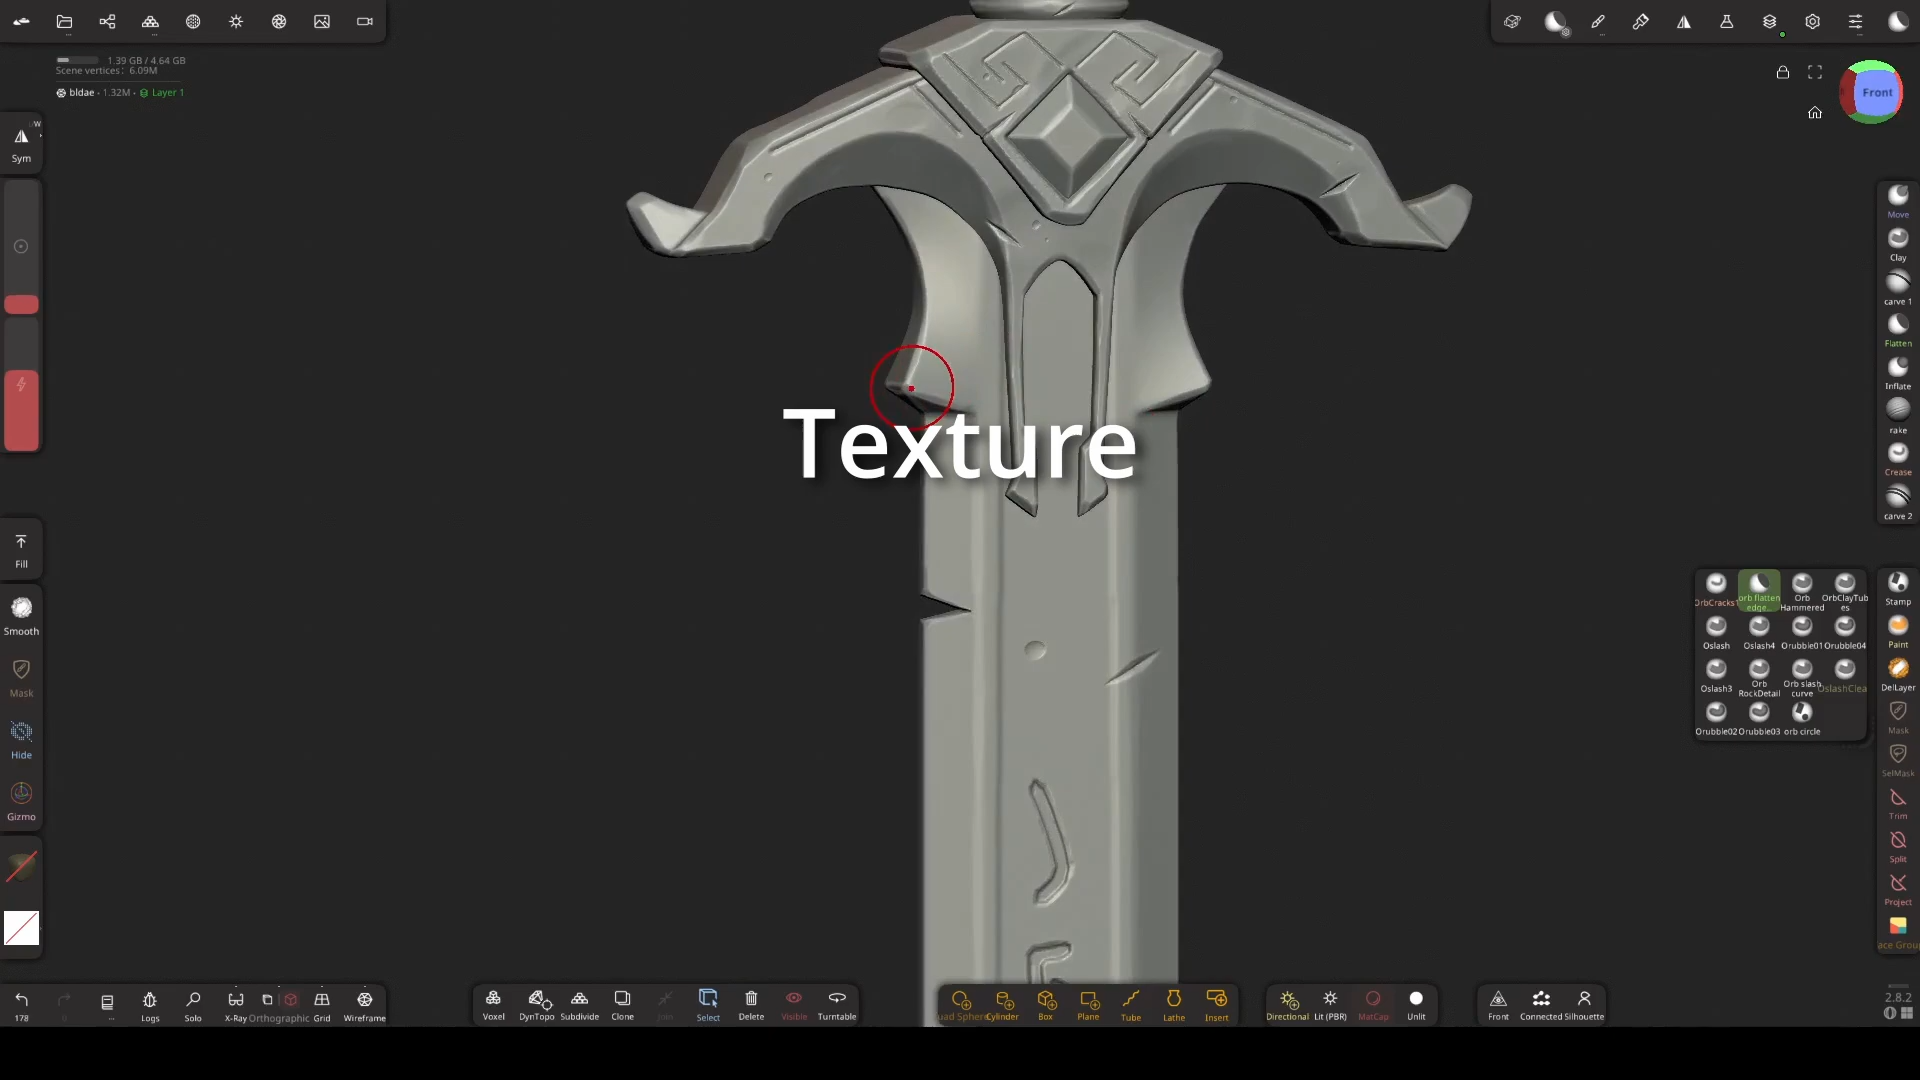 1.39 GB / 4.64 GB
Scene vertices: 6.09M
bldae - 1.32M - Layer 1
Front
Sym
Move
Clay
carve 1
Flatten
Inflate
rake
Crease
carve 2
Texture
Fill
Smooth
Mask
Hide
Gizmo
OrbCracks
orb flatten edge.
Orb Hammered
OrbClayTubes
Oslash
Oslash4
Orubble01
Orubble04
Oslash3
Orb RockDetail
Orb slash curve
OslashClea
Orubble02
Orubble03
orb circle
Stamp
Paint
DelLayer
Mask
SelMask
Trim
Split
Project
ace Grou
178
Logs
Solo
X-Ray
Orthographic
Grid
Wireframe
Voxel
DynTopo
Subdivide
Clone
Join
Select
Delete
Visible
Turntable
uad Sphere
Cylinder
Box
Plane
Tube
Lathe
Insert
Directional
Lit (PBR)
MatCap
Unlit
Front
Connected
Silhouette
2.8.2